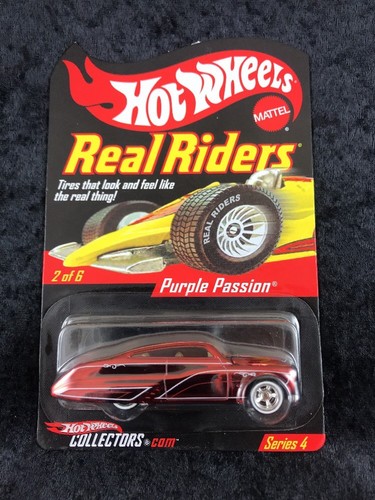 Hot Wheels®
MATTEL
Real Riders®
Tires that look and feel like
the real thing!
REAL RIDERS
2 of 6
Purple Passion®
Hot Wheels
COLLECTORS.com™
Series 4